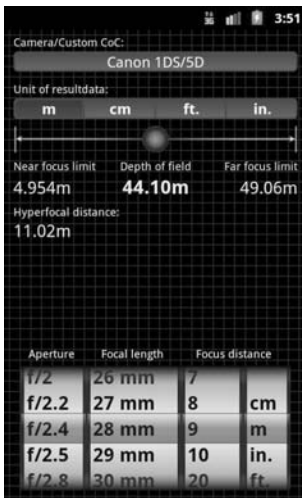 3G 3:51
Camera/Custom CoC:
Canon 1DS/5D
Unit of resultdata:
m cm ft. in.
Near focus limit Depth of field Far focus limit
4.954m 44.10m 49.06m
Hyperfocal distance:
11.02m
Aperture Focal length Focus distance
f/2 26 mm 7
f/2.2 27 mm 8 cm
f/2.4 28 mm 9 m
f/2.5 29 mm 10 in.
f/2.8 30 mm 20 ft.